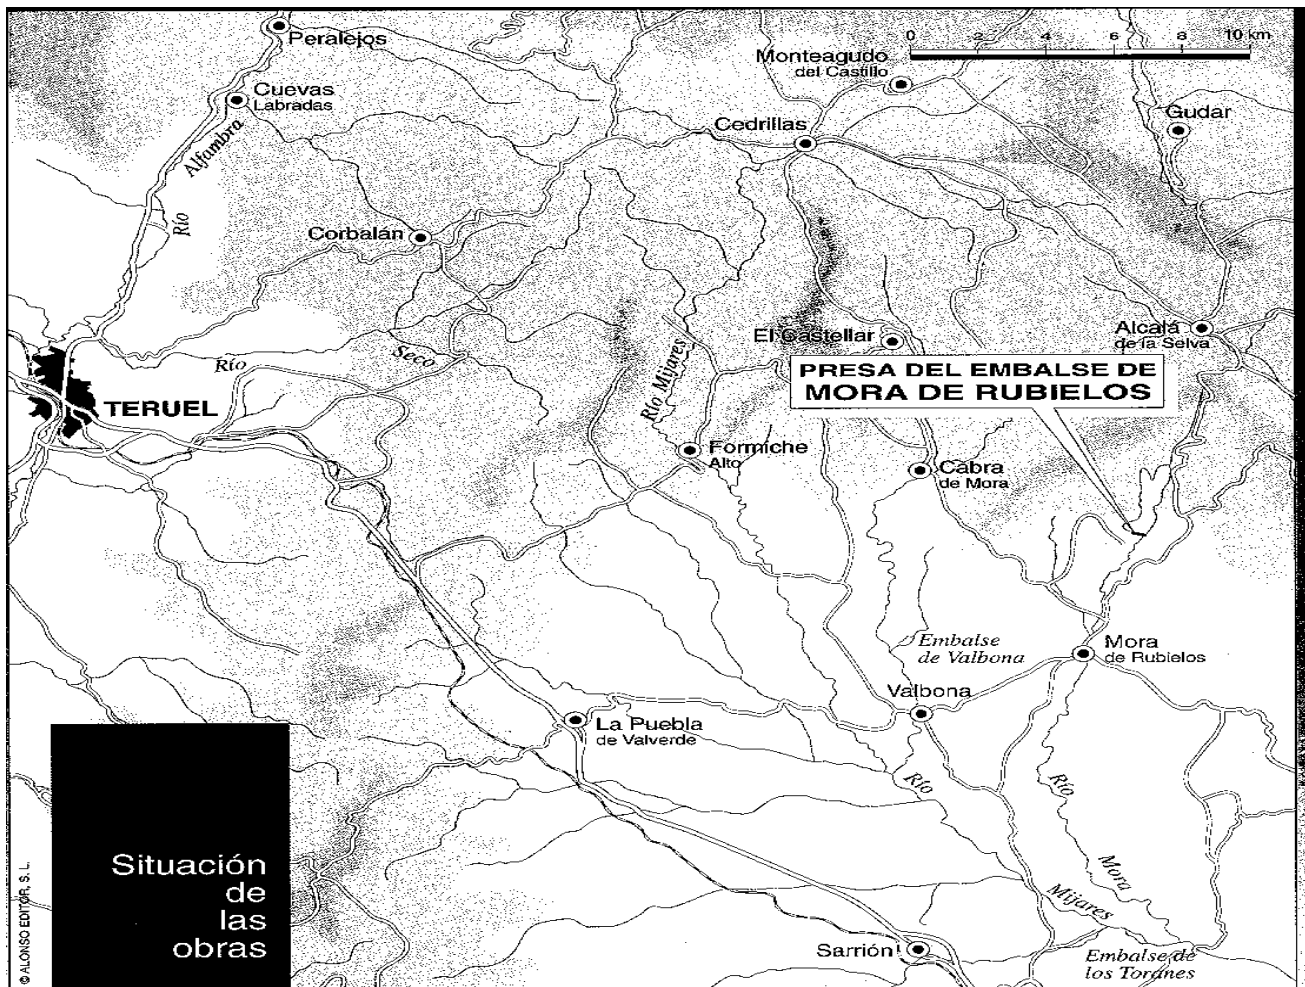 Peralejos
0 2 4 6 8 10 km
Monteagudo
del Castillo
Cuevas
Labradas
Gudar
Cedrillas
Alfambra
Río
Corbalán
Alcalá
de la Selva
El Castellar
Río
Seco
Río Mijares
PRESA DEL EMBALSE DE
MORA DE RUBIELOS
TERUEL
Formiche
Alto
Cabra
de Mora
Embalse
de Valbona
Mora
de Rubielos
Valbona
La Puebla
de Valverde
Río
Río
Mora
Mijares
Situación
de
las
obras
Sarrión
Embalse de
los Toranes
© ALONSO EDITOR, S. L.